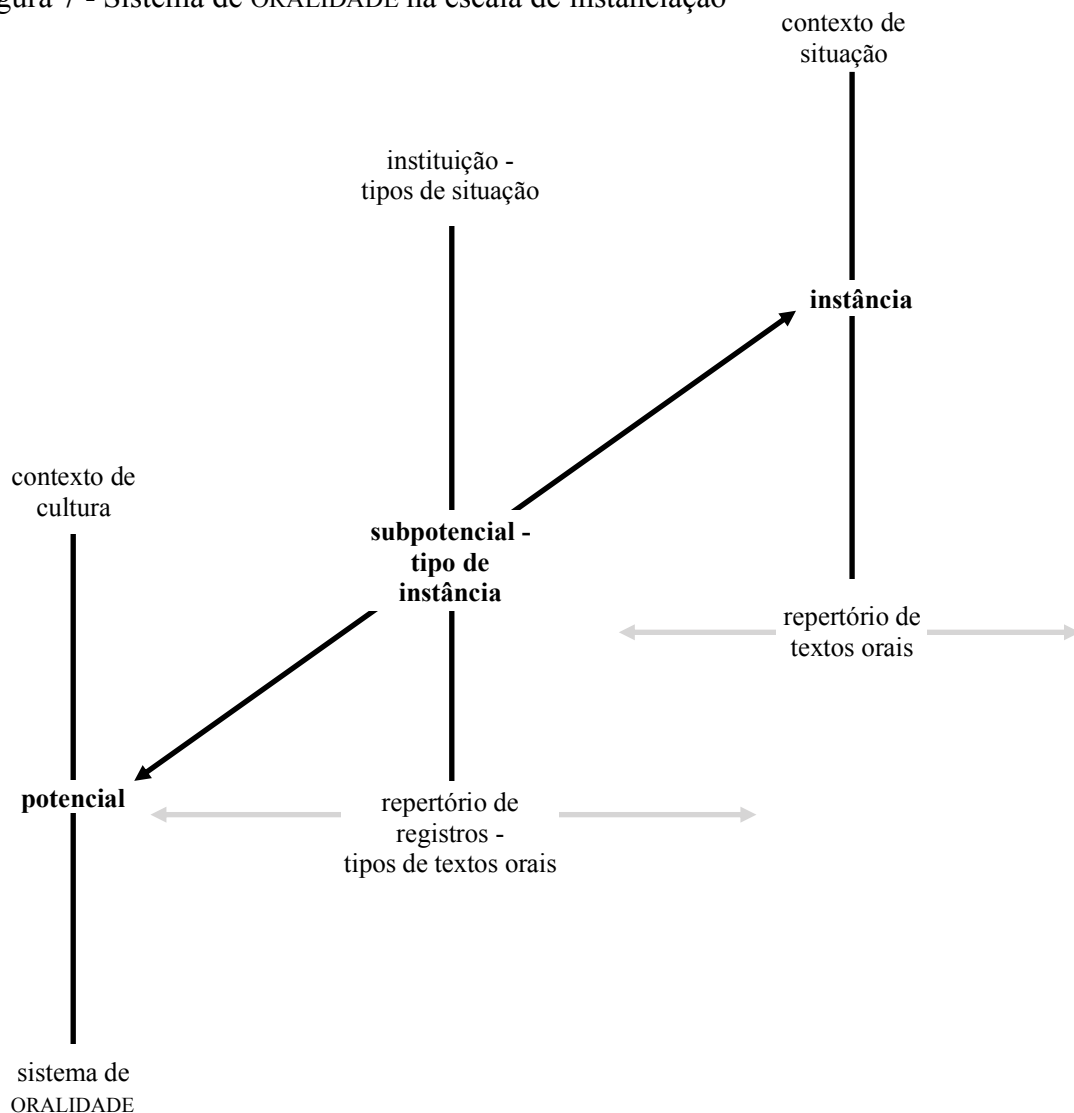 gura 7 - Sistema de ORALIDADE na escala de instanciação
contexto de
situação
instituição -
tipos de situação
instância
contexto de
cultura
subpotencial -
tipo de
instância
repertório de
textos orais
potencial
repertório de
registros -
tipos de textos orais
sistema de
ORALIDADE